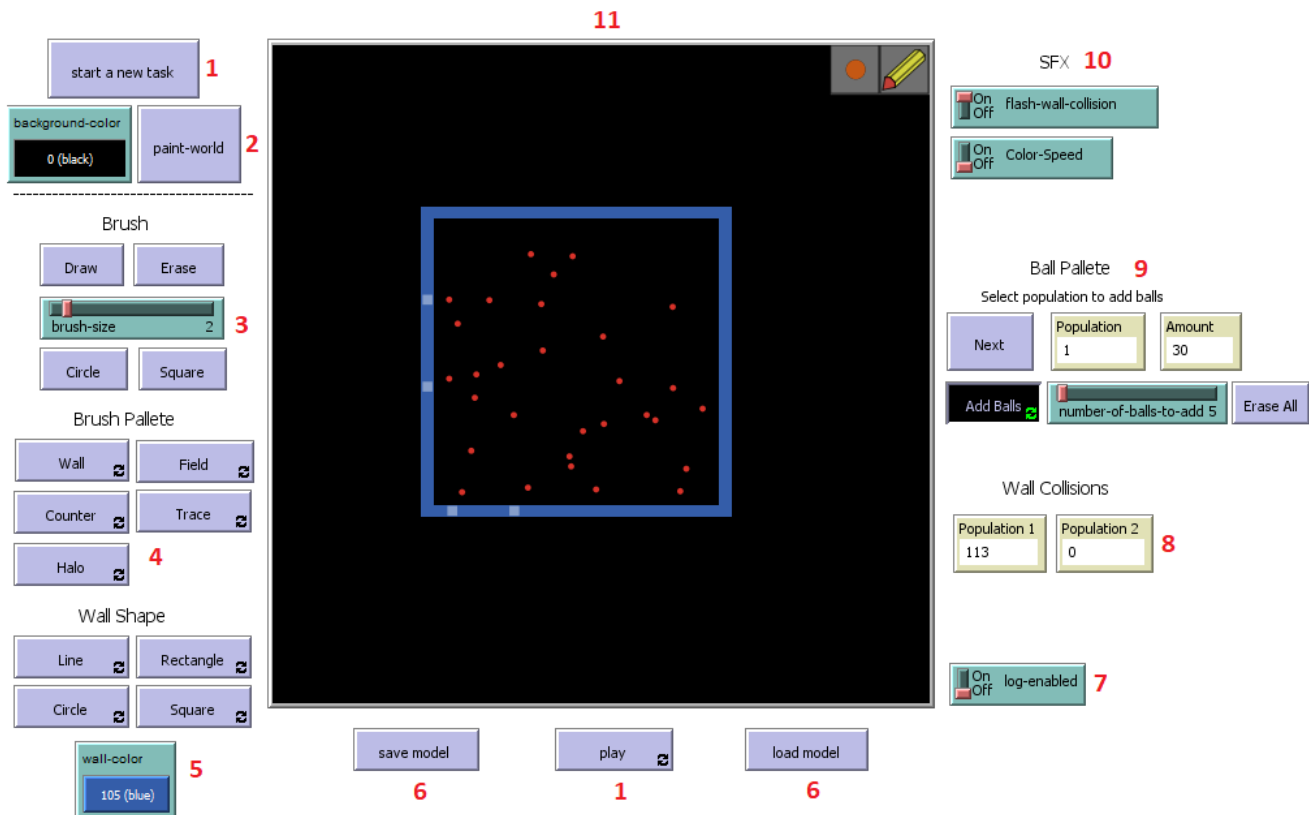 11
start a new task
1
background-color
0 (black)
paint-world
2
Brush
Draw
Erase
brush-size 2
3
Circle
Square
Brush Pallete
Wall
Field
Counter
Trace
Halo
4
Wall Shape
Line
Rectangle
Circle
Square
wall-color
105 (blue)
5
save model
6
play
1
load model
6
SFX 10
On
Off
flash-wall-collision
On
Off
Color-Speed
Ball Pallete 9
Select population to add balls
Next
Population
1
Amount
30
Add Balls
number-of-balls-to-add 5
Erase All
Wall Collisions
Population 1
113
Population 2
0
8
On
Off
log-enabled
7